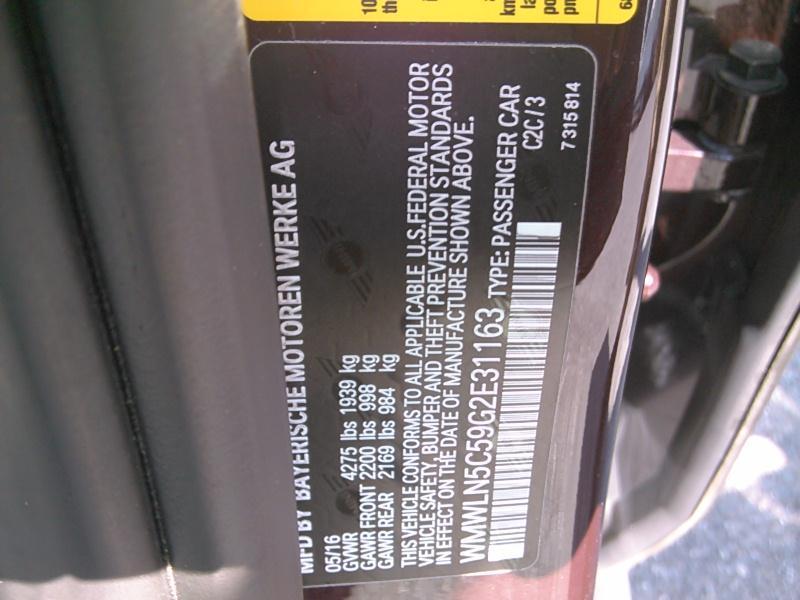 MFD BY BAYERISCHE MOTOREN WERKE AG
05/16
GVWR 4275 lbs 1939 kg
GAWR FRONT 2200 lbs 998 kg
GAWR REAR 2169 lbs 984 kg
THIS VEHICLE CONFORMS TO ALL APPLICABLE U.S. FEDERAL MOTOR
VEHICLE SAFETY, BUMPER AND THEFT PREVENTION STANDARDS
IN EFFECT ON THE DATE OF MANUFACTURE SHOWN ABOVE.
WMWLN5C59G2E31163 TYPE: PASSENGER CAR
C2C / 3
7 315 814